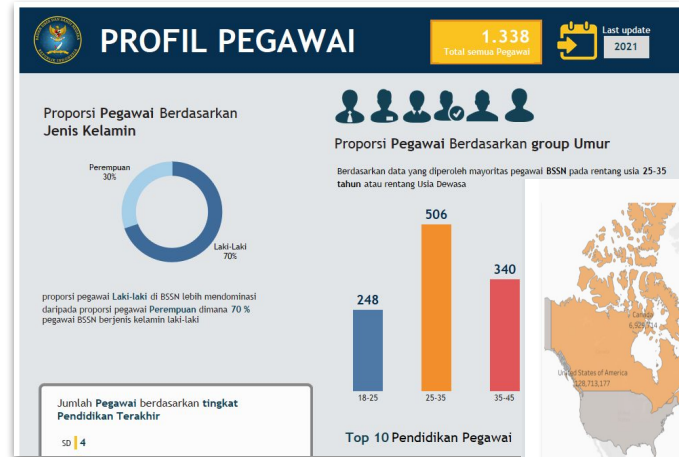 PROFIL PEGAWAI
1.338
Total semua Pegawai
Last update
2021
Proporsi Pegawai Berdasarkan
Jenis Kelamin
Perempuan
30%
Laki-Laki
70%
proporsi pegawai Laki-laki di BSSN lebih mendominasi
daripada proporsi pegawai Perempuan dimana 70 %
pegawai BSSN berjenis kelamin laki-laki
Jumlah Pegawai berdasarkan tingkat
Pendidikan Terakhir
SD 4
Proporsi Pegawai Berdasarkan group Umur
Berdasarkan data yang diperoleh mayoritas pegawai BSSN pada rentang usia 25-35
tahun atau rentang Usia Dewasa
248
506
340
18-25
25-35
35-45
Top 10 Pendidikan Pegawai
Canada
United States of America
128,713,177